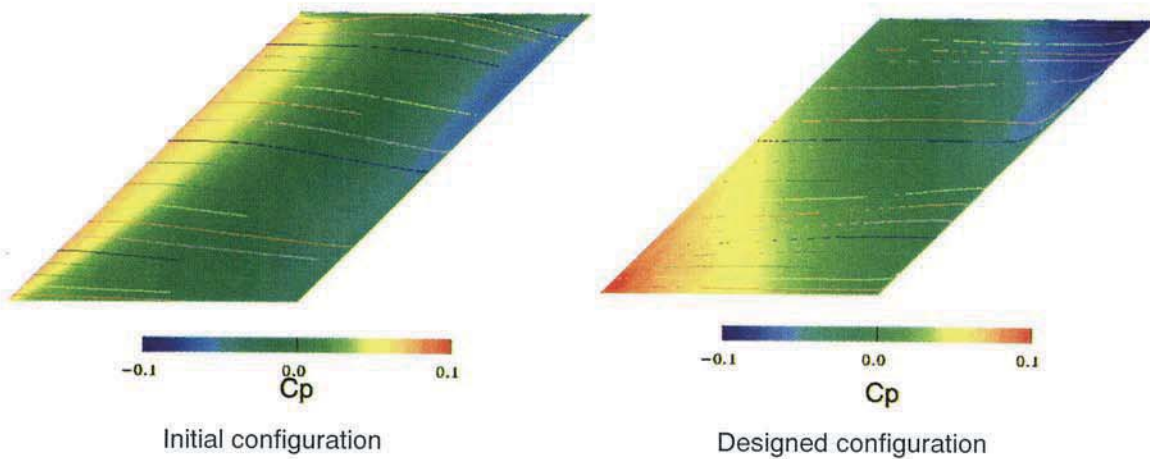 -0.1 0.0 0.1
Cp
Initial configuration
-0.1 0.0 0.1
Cp
Designed configuration